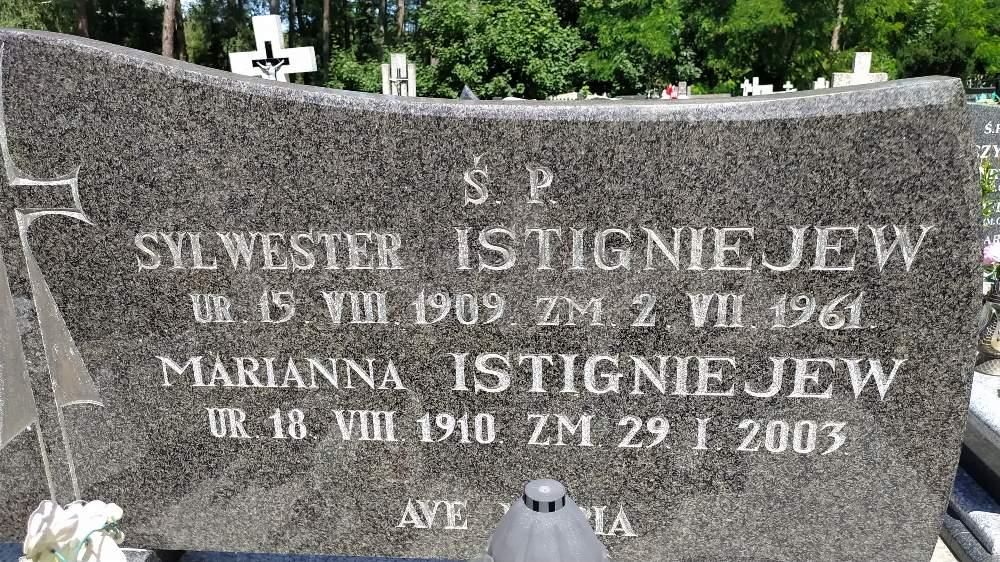 Ś. P.
SYLWESTER ISTIGNIEJEW
UR. 15. VIII. 1909. ZM. 2. VII. 1961.
MARIANNA ISTIGNIEJEW
UR. 18. VIII. 1910. ZM. 29. I. 2003.
AVE